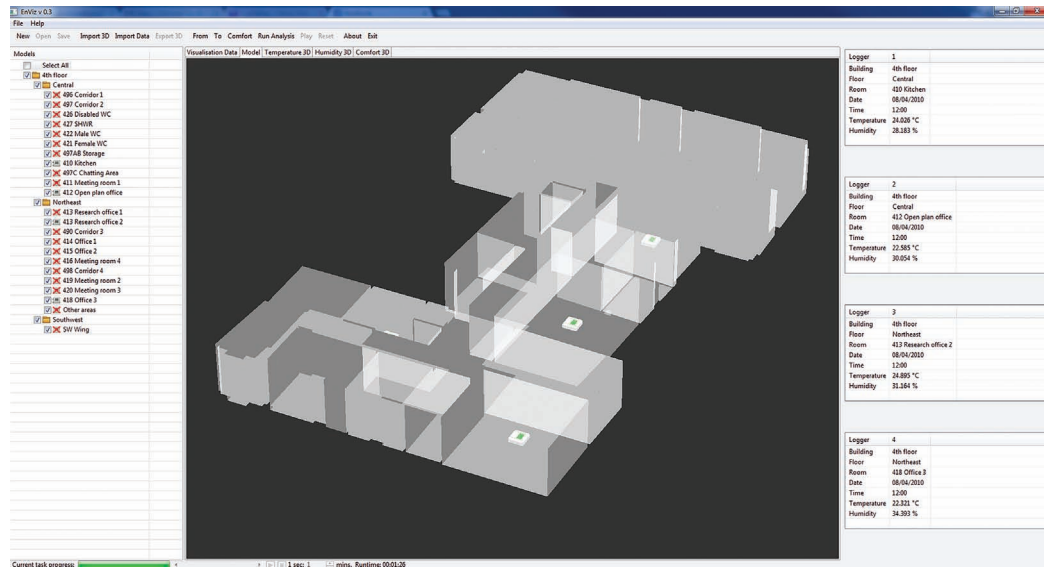 EnViz v 0.3
File Help
New Open Save Import 3D Import Data Export 3D From To Comfort Run Analysis Play Reset About Exit
Models
Select All
4th floor
Central
496 Corridor 1
497 Corridor 2
426 Disabled WC
427 SHWR
422 Male WC
421 Female WC
497AB Storage
410 Kitchen
497C Chatting Area
411 Meeting room 1
412 Open plan office
Northeast
413 Research office 1
413 Research office 2
490 Corridor 3
414 Office 1
415 Office 2
416 Meeting room 4
498 Corridor 4
419 Meeting room 2
420 Meeting room 3
418 Office 3
Other areas
Southwest
SW Wing
Visualisation Data Model Temperature 3D Humidity 3D Comfort 3D
Logger 1
Building 4th floor
Floor Central
Room 410 Kitchen
Date 08/04/2010
Time 12:00
Temperature 24.026 °C
Humidity 28.183 %
Logger 2
Building 4th floor
Floor Central
Room 412 Open plan office
Date 08/04/2010
Time 12:00
Temperature 22.585 °C
Humidity 30.054 %
Logger 3
Building 4th floor
Floor Northeast
Room 413 Research office 2
Date 08/04/2010
Time 12:00
Temperature 24.895 °C
Humidity 31.164 %
Logger 4
Building 4th floor
Floor Northeast
Room 418 Office 3
Date 08/04/2010
Time 12:00
Temperature 22.321 °C
Humidity 34.393 %
Current task progress: 1 sec: 1 mins. Runtime: 00:01:26